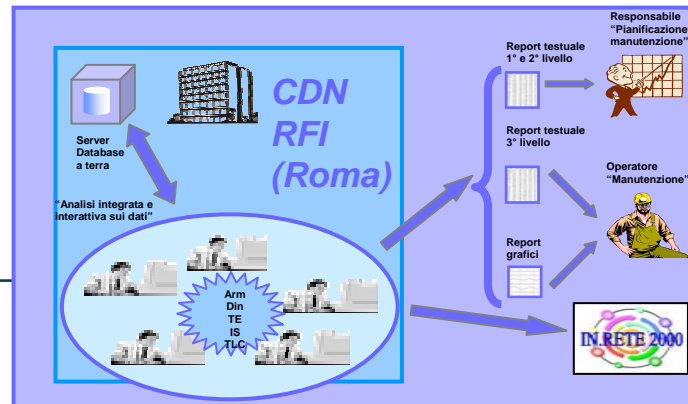 CDN
RFI
(Roma)
Server
Database
a terra
“Analisi integrata e
interattiva sui dati”
Arm
Din
TE
IS
TLC
Report testuale
1° e 2° livello
Responsabile
“Pianificazione
manutenzione”
Report testuale
3° livello
Operatore
“Manutenzione”
Report
grafici
IN.RETE 2000